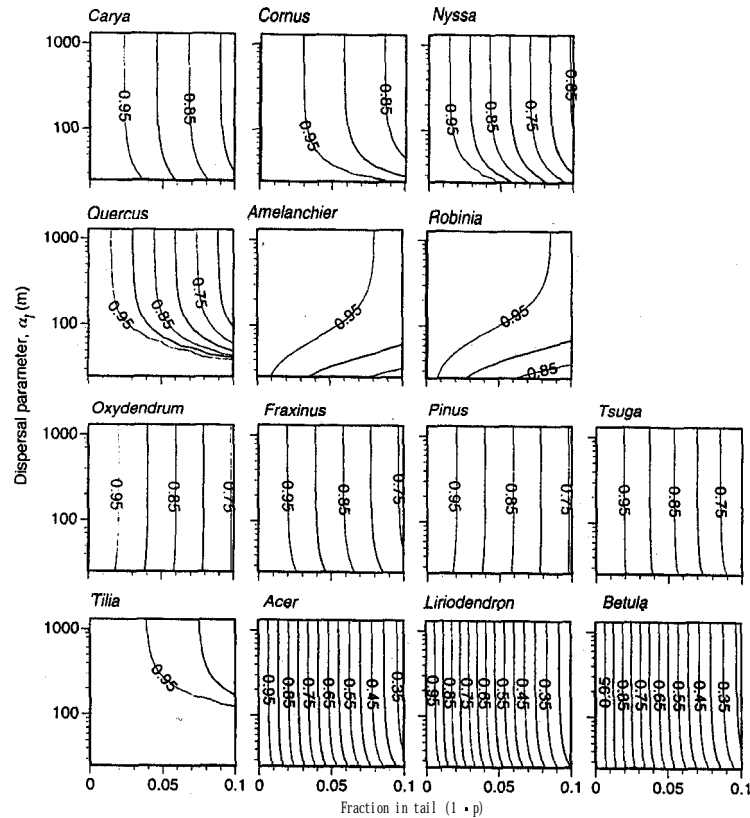 Carya Cornus Nyssa
1000
100
0.95 0.85 0.95 0.85 0.95 0.85 0.75 0.85
Quercus Amelanchier Robinia
1000
100
0.95 0.85 0.75 0.95 0.95 0.85
Dispersal parameter, α_l (m)
Oxydendrum Fraxinus Pinus Tsuga
1000
100
0.95 0.85 0.75 0.95 0.85 0.75 0.95 0.85 0.75 0.95 0.85 0.75
Tilia Acer Liriodendron Betula
1000
100
0.95 0.95 0.85 0.75 0.65 0.55 0.45 0.35 0.95 0.85 0.75 0.65 0.55 0.45 0.35 0.95 0.85 0.75 0.65 0.55 0.45 0.35
0 0.05 0.1 0 0.05 0.1 0 0.05 0.1 0 0.05 0.1
Fraction in tail (1 - p)